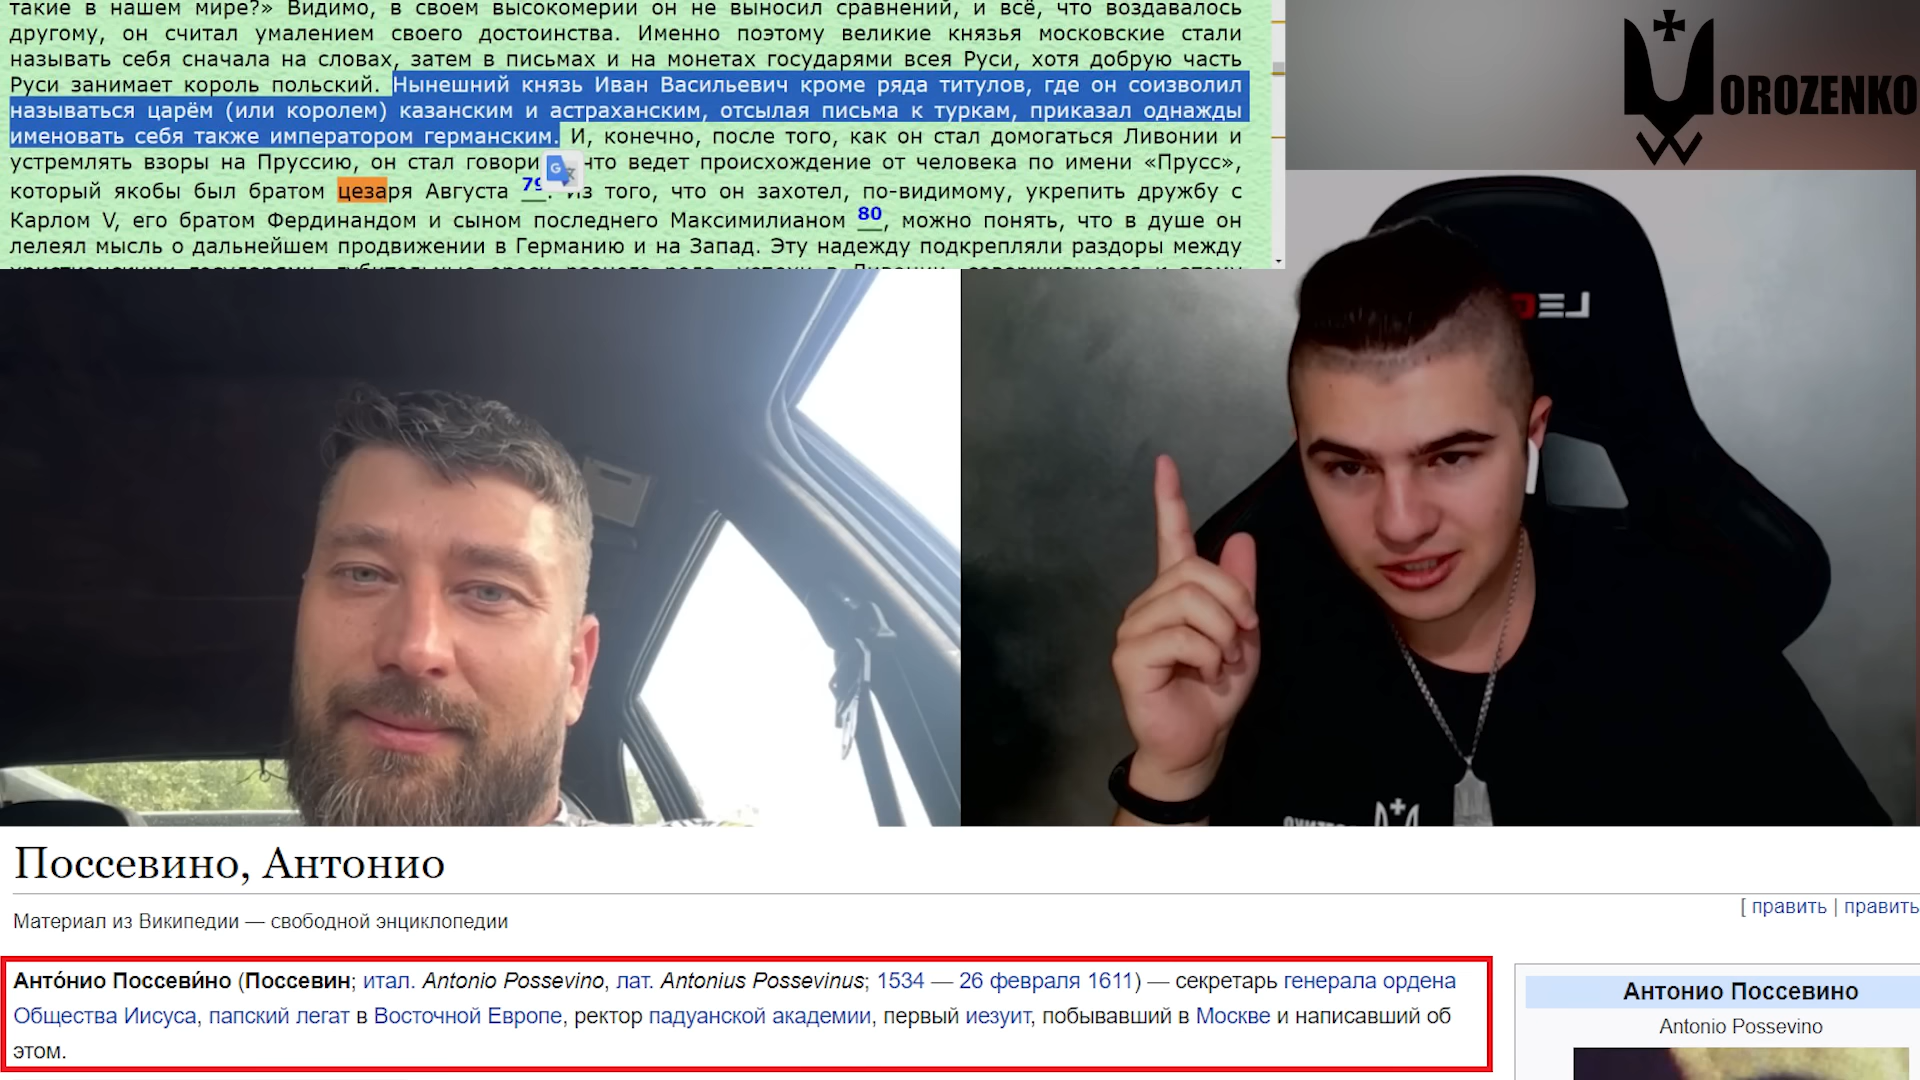 такие в нашем мире?» Видимо, в своем высокомерии он не выносил сравнений, и всё, что воздавалось
другому, он считал умалением своего достоинства. Именно поэтому великие князья московские стали
называть себя сначала на словах, затем в письмах и на монетах государями всея Руси, хотя добрую часть
Руси занимает король польский. Нынешний князь Иван Васильевич кроме ряда титулов, где он соизволил
называться царём (или королем) казанским и астраханским, отсылая письма к туркам, приказал однажды
именовать себя также императором германским. И, конечно, после того, как он стал домогаться Ливонии и
устремлять взоры на Пруссию, он стал говори что ведет происхождение от человека по имени «Прусс»,
который якобы был братом цезаря Августа 79. Из того, что он захотел, по-видимому, укрепить дружбу с
Карлом V, его братом Фердинандом и сыном последнего Максимилианом 80, можно понять, что в душе он
лелеял мысль о дальнейшем продвижении в Германию и на Запад. Эту надежду подкрепляли раздоры между
OROZENKO
Поссевино, Антонио
Материал из Википедии — свободной энциклопедии
[ править | править
Анто́нио Поссеви́но (Поссевин; итал. Antonio Possevino, лат. Antonius Possevinus; 1534 — 26 февраля 1611) — секретарь генерала ордена
Общества Иисуса, папский легат в Восточной Европе, ректор падуанской академии, первый иезуит, побывавший в Москве и написавший об
этом.
Антонио Поссевино
Antonio Possevino